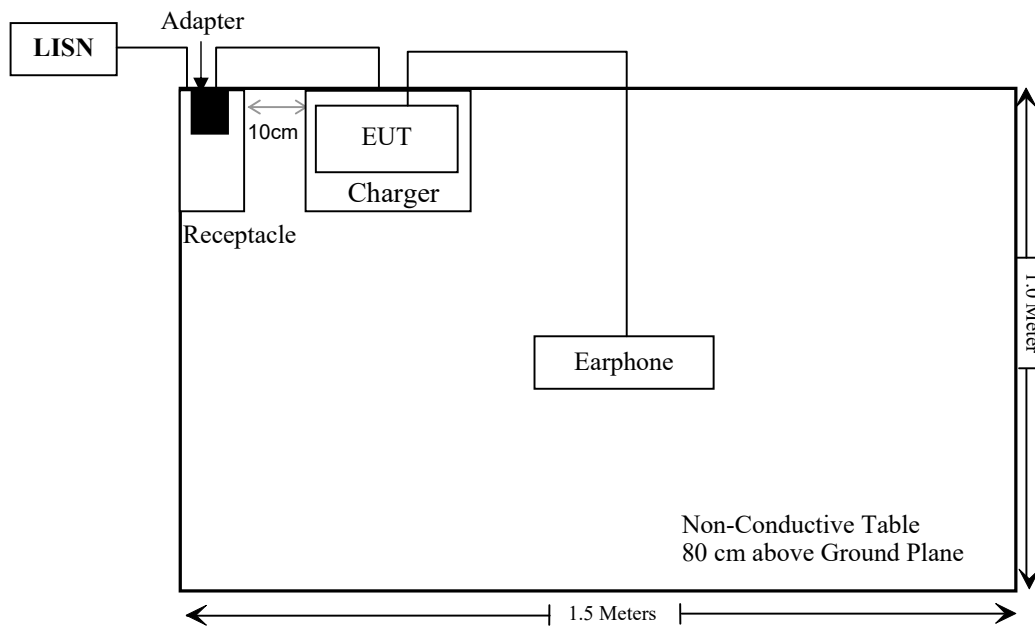 Adapter
LISN
10cm
EUT
Charger
Receptacle
1.0 Meter
Earphone
Non-Conductive Table
80 cm above Ground Plane
1.5 Meters